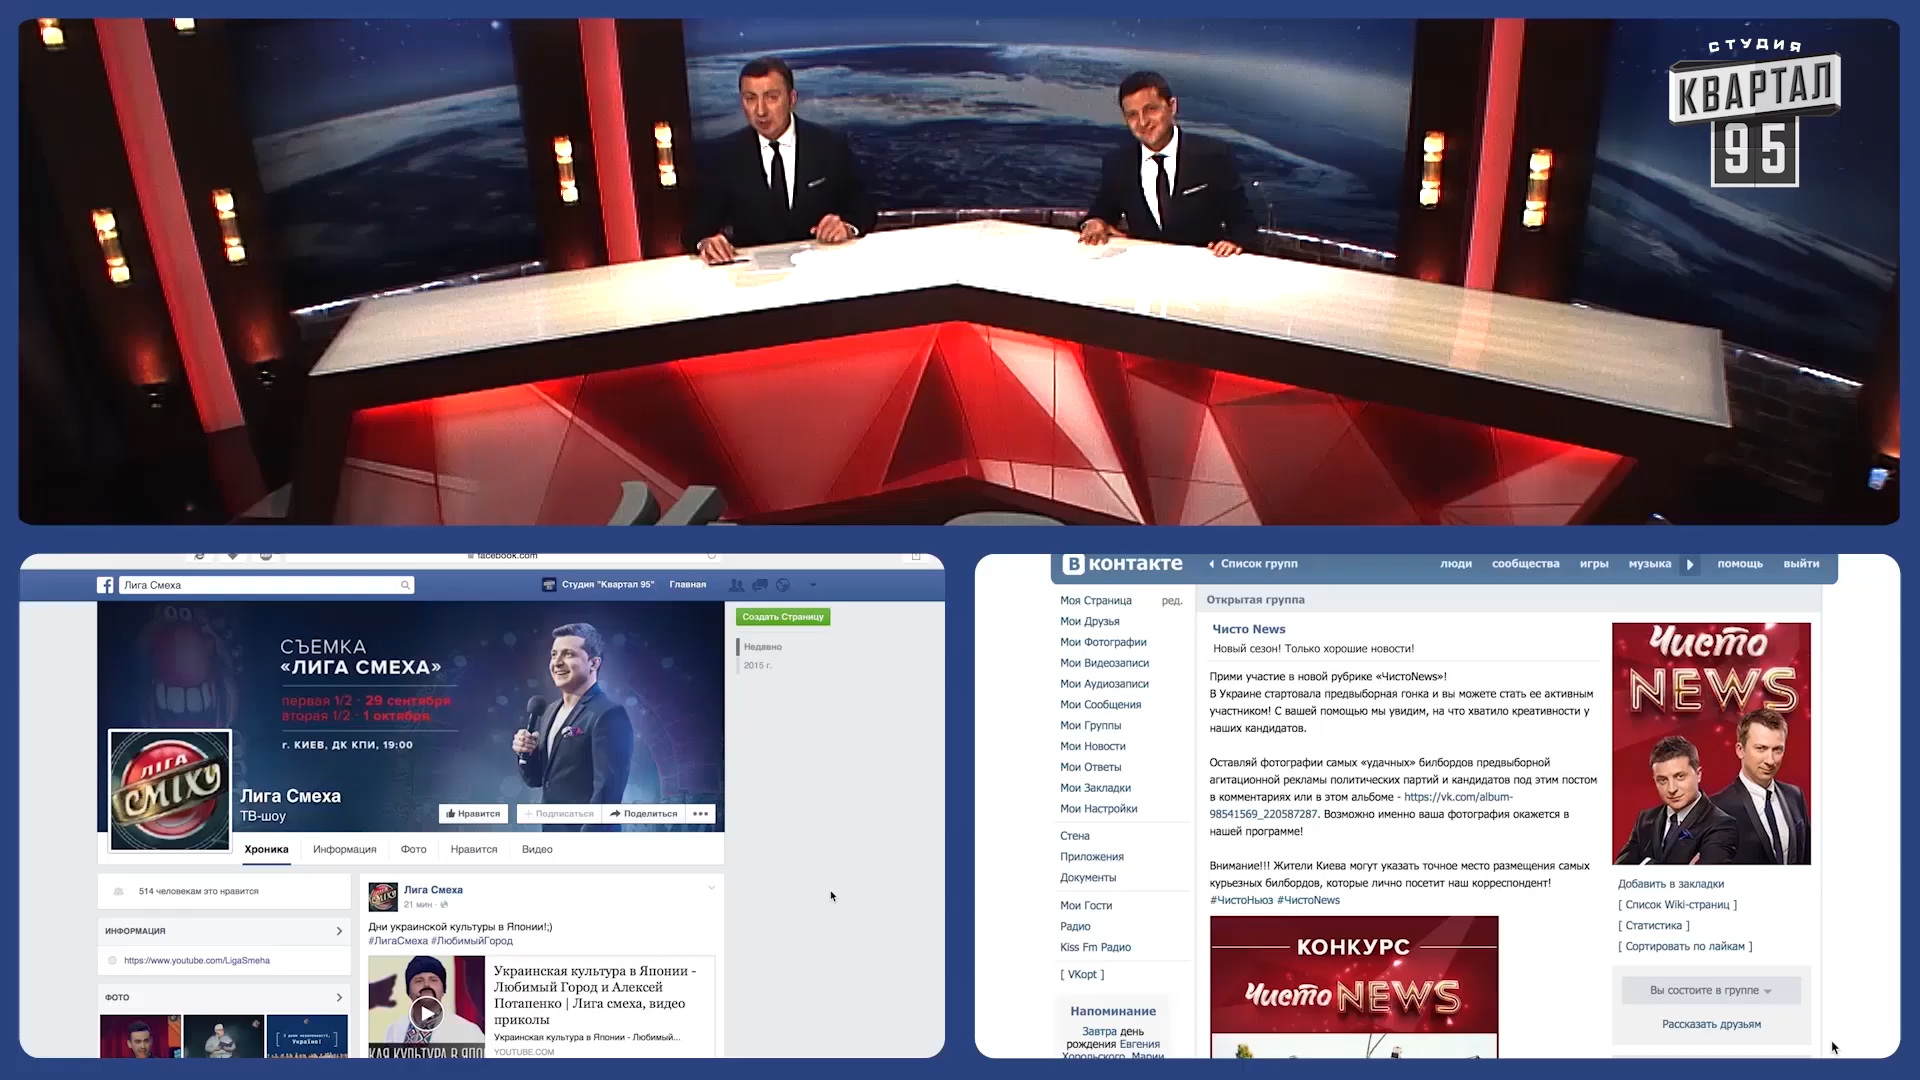 СТУДИЯ
КВАРТАЛ
95
facebook.com
Лига Смеха
Студия "Квартал 95"
Главная
СЪЕМКА
«ЛИГА СМЕХА»
первая 1/2 · 29 сентября
вторая 1/2 · 1 октября
г. КИЕВ, ДК КПИ, 19:00
ЛІГА
СМІХУ
Лига Смеха
ТВ-шоу
Нравится
Подписаться
Поделиться
Создать Страницу
Недавно
2015 г.
Хроника
Информация
Фото
Нравится
Видео
514 человекам это нравится
ИНФОРМАЦИЯ
https://www.youtube.com/LigaSmeha
ФОТО
Лига Смеха
21 мин
Дни украинской культуры в Японии!;)
#ЛигаСмеха #ЛюбимыйГород
Украинская культура в Японии -
Любимый Город и Алексей
Потапенко | Лига смеха, видео
приколы
Украинская культура в Японии - Любимый...
YOUTUBE.COM
В контакте
Список групп
люди
сообщества
игры
музыка
помощь
выйти
Моя Страница
ред.
Мои Друзья
Мои Фотографии
Мои Видеозаписи
Мои Аудиозаписи
Мои Сообщения
Мои Группы
Мои Новости
Мои Ответы
Мои Закладки
Мои Настройки
Стена
Приложения
Документы
Мои Гости
Радио
Kiss Fm Радио
[ VKopt ]
Напоминание
Завтра день
рождения Евгения
Хорольского, Марии
Открытая группа
Чисто News
Новый сезон! Только хорошие новости!
Прими участие в новой рубрике «ЧистоNews»!
В Украине стартовала предвыборная гонка и вы можете стать ее активным
участником! С вашей помощью мы увидим, на что хватило креативности у
наших кандидатов.
Оставляй фотографии самых «удачных» билбордов предвыборной
агитационной рекламы политических партий и кандидатов под этим постом
в комментариях или в этом альбоме - https://vk.com/album-
98541569_220587287. Возможно именно ваша фотография окажется в
нашей программе!
Внимание!!! Жители Киева могут указать точное место размещения самых
курьезных билбордов, которые лично посетит наш корреспондент!
#ЧистоНьюз #ЧистоNews
КОНКУРС
Чисто NEWS
Чисто
NEWS
Добавить в закладки
[ Список Wiki-страниц ]
[ Статистика ]
[ Сортировать по лайкам ]
Вы состоите в группе
Рассказать друзьям